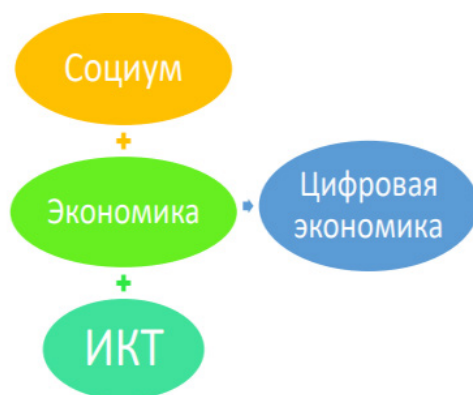 Социум
Экономика
Цифровая
экономика
ИКТ